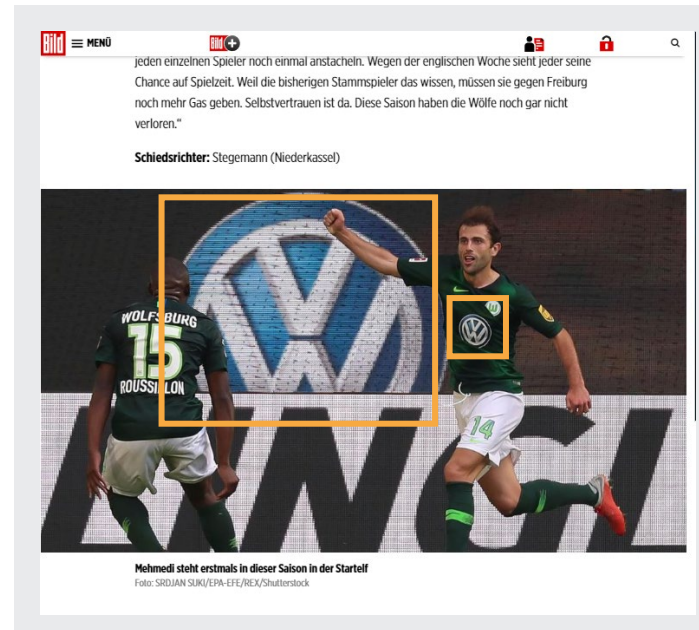 Bild MENÜ Bild +
jeden einzelnen Spieler noch einmal anstacheln. Wegen der englischen Woche sieht jeder seine
Chance auf Spielzeit. Weil die bisherigen Stammspieler das wissen, müssen sie gegen Freiburg
noch mehr Gas geben. Selbstvertrauen ist da. Diese Saison haben die Wölfe noch gar nicht
verloren.“
Schiedsrichter: Stegemann (Niederkassel)
WOLFSBURG
15
ROUSSILLON
14
Mehmedi steht erstmals in dieser Saison in der Startelf
Foto: SRDJAN SUKI/EPA-EFE/REX/Shutterstock